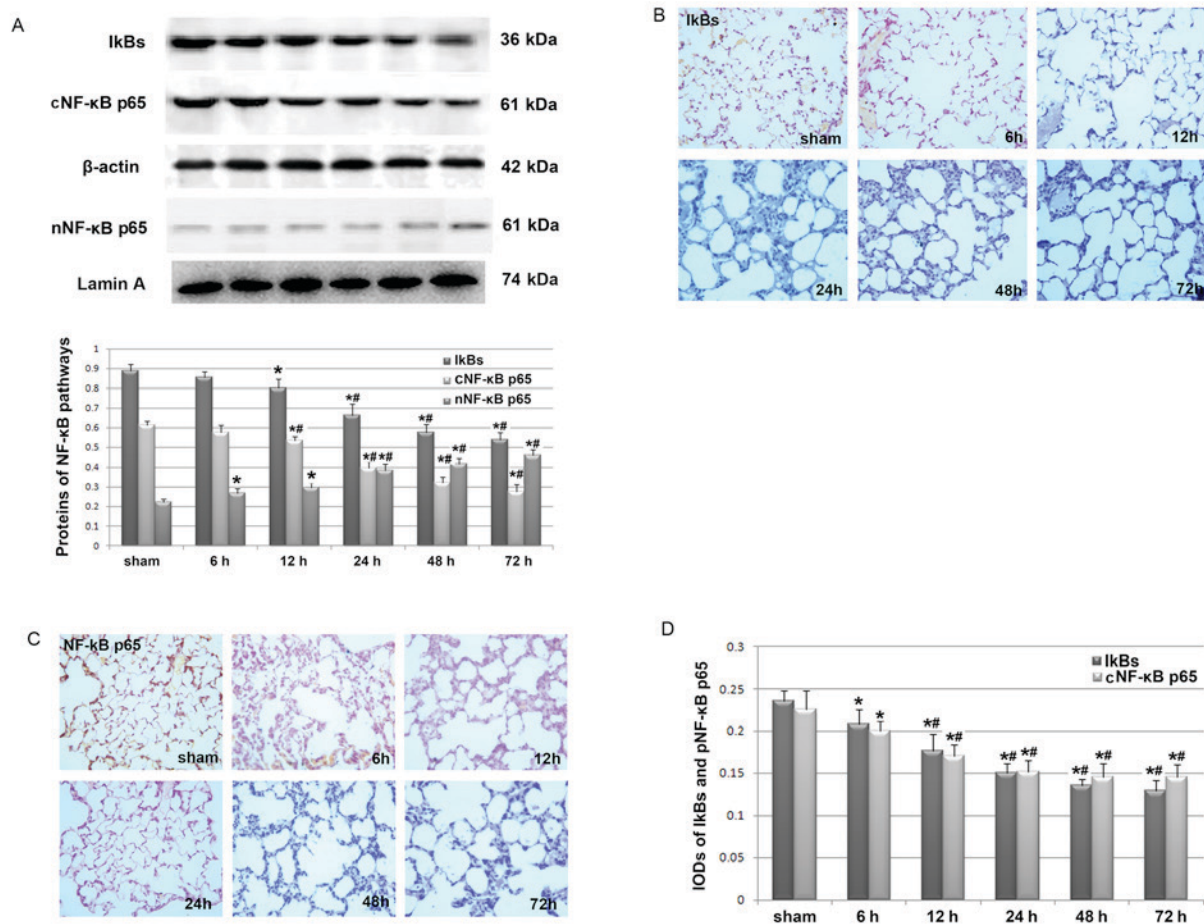 A
IkBs 36 kDa
cNF-κB p65 61 kDa
β-actin 42 kDa
nNF-κB p65 61 kDa
Lamin A 74 kDa
Proteins of NF-κB pathways
1
0.9
0.8
0.7
0.6
0.5
0.4
0.3
0.2
0.1
0
IkBs
cNF-κB p65
nNF-κB p65
* * * *# *# *# *# *# *# *# *# *# *#
sham 6 h 12 h 24 h 48 h 72 h
B
IkBs
sham 6h 12h
24h 48h 72h
C
NF-kB p65
sham 6h 12h
24h 48h 72h
D
IODs of IkBs and pNF-κB p65
0.3
0.25
0.2
0.15
0.1
0.05
0
IkBs
cNF-κB p65
* * *# *# *# *# *# *# *# *#
sham 6 h 12 h 24 h 48 h 72 h